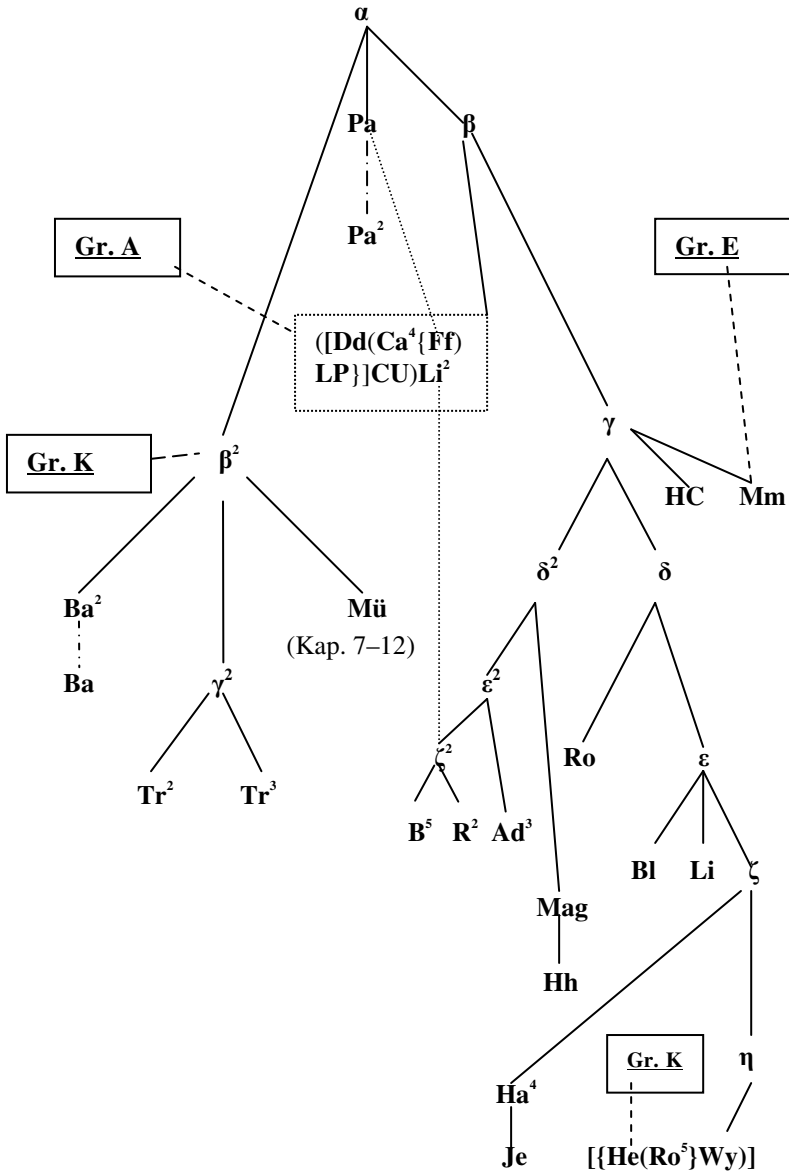 α
Pa β
Pa²
Gr. A
Gr. E
([Dd(Ca⁴{Ff)
LP}]CU)Li²
γ
Gr. K
β²
HC Mm
δ² δ
Ba² Mü
(Kap. 7–12)
Ba γ² ε²
ζ² Ro ε
Tr² Tr³
B⁵ R² Ad³
Bl Li ζ
Mag
Hh
Gr. K
η
Ha⁴
Je [{He(Ro⁵}Wy)]